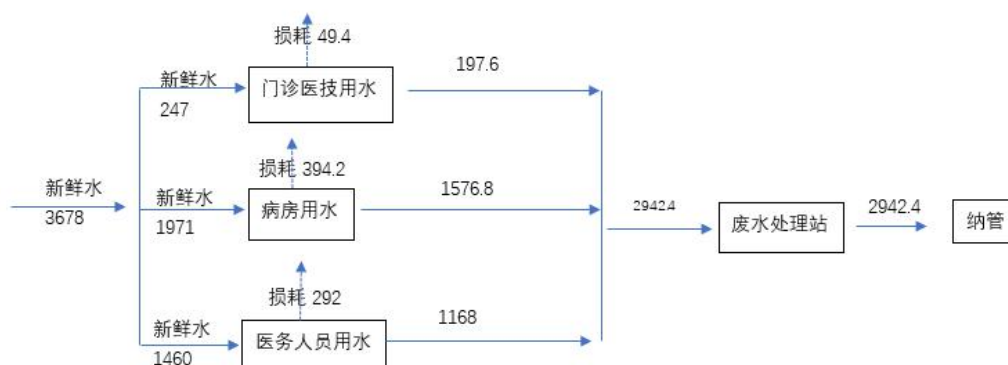 损耗 49.4
新鲜水
247
门诊医技用水
197.6
损耗 394.2
新鲜水
3678
新鲜水
1971
病房用水
1576.8
29424
废水处理站
2942.4
纳管
损耗 292
新鲜水
1460
医务人员用水
1168